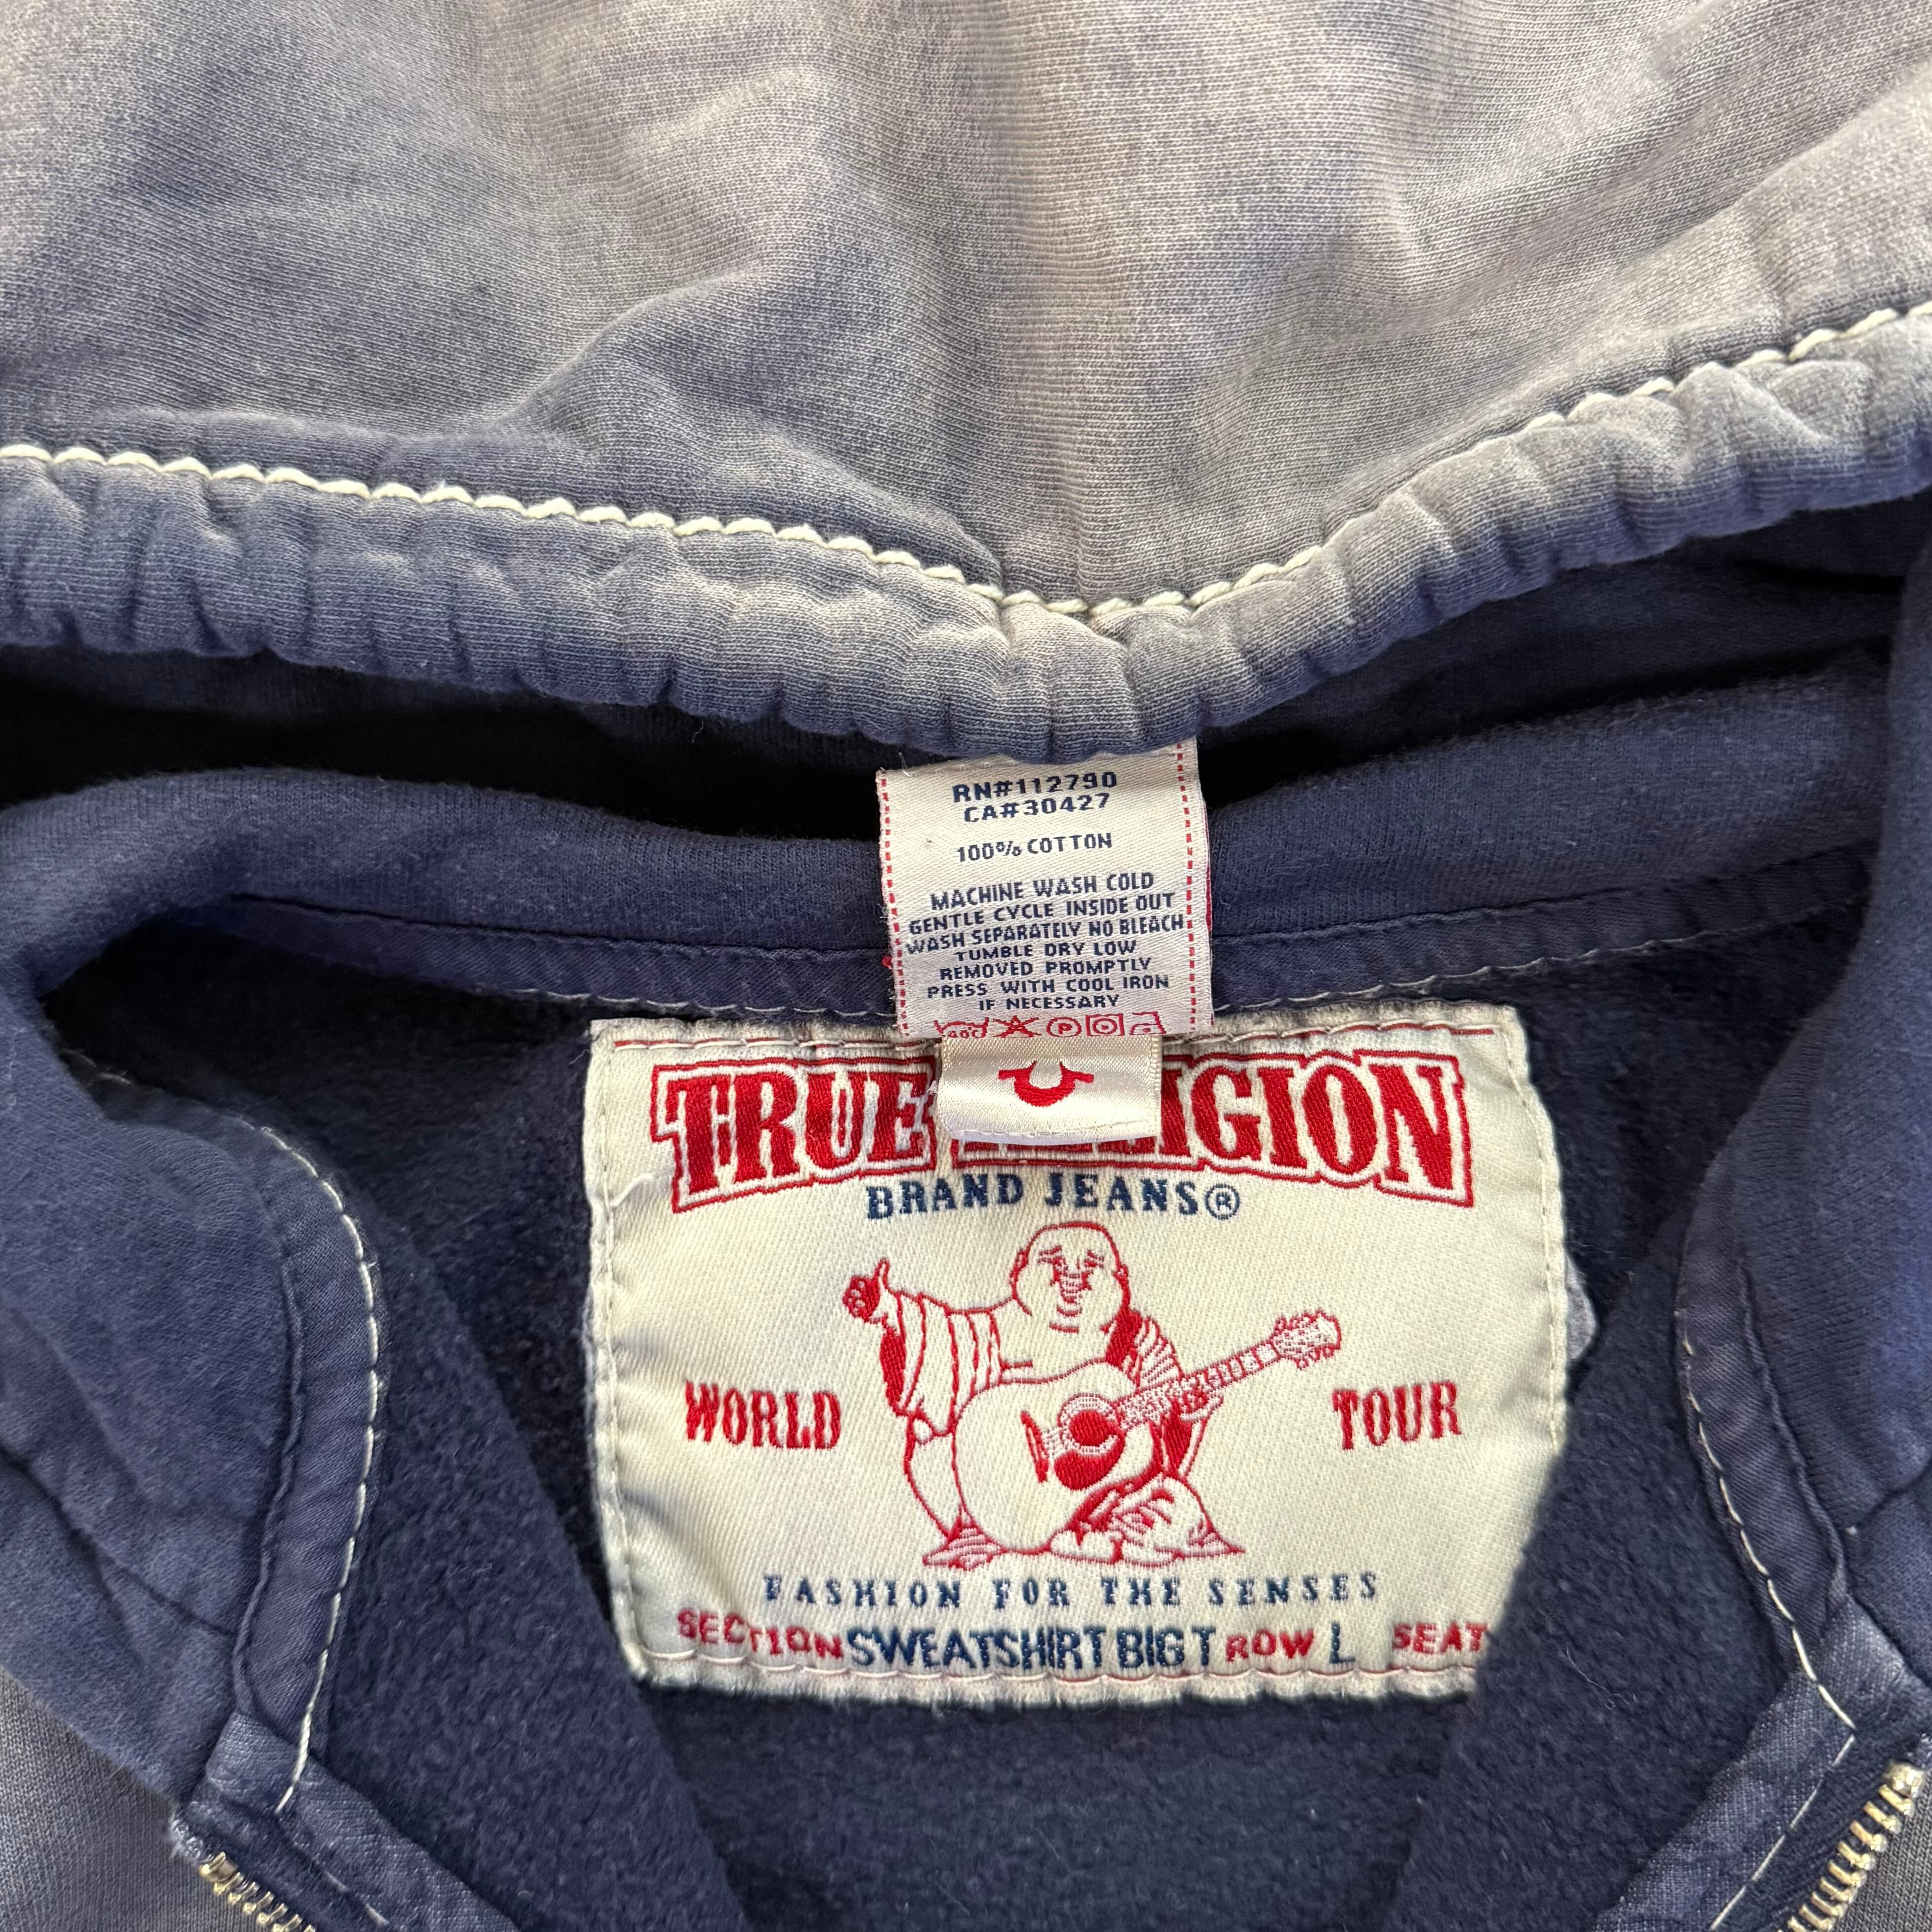 RN#112790
CA#30427
100% COTTON
MACHINE WASH COLD
GENTLE CYCLE INSIDE OUT
WASH SEPARATELY NO BLEACH
TUMBLE DRY LOW
REMOVED PROMPTLY
PRESS WITH COOL IRON
IF NECESSARY
TRUE RELIGION
BRAND JEANS®
WORLD TOUR
FASHION FOR THE SENSES
SECTION SWEATSHIRT BIG T ROW L SEAT